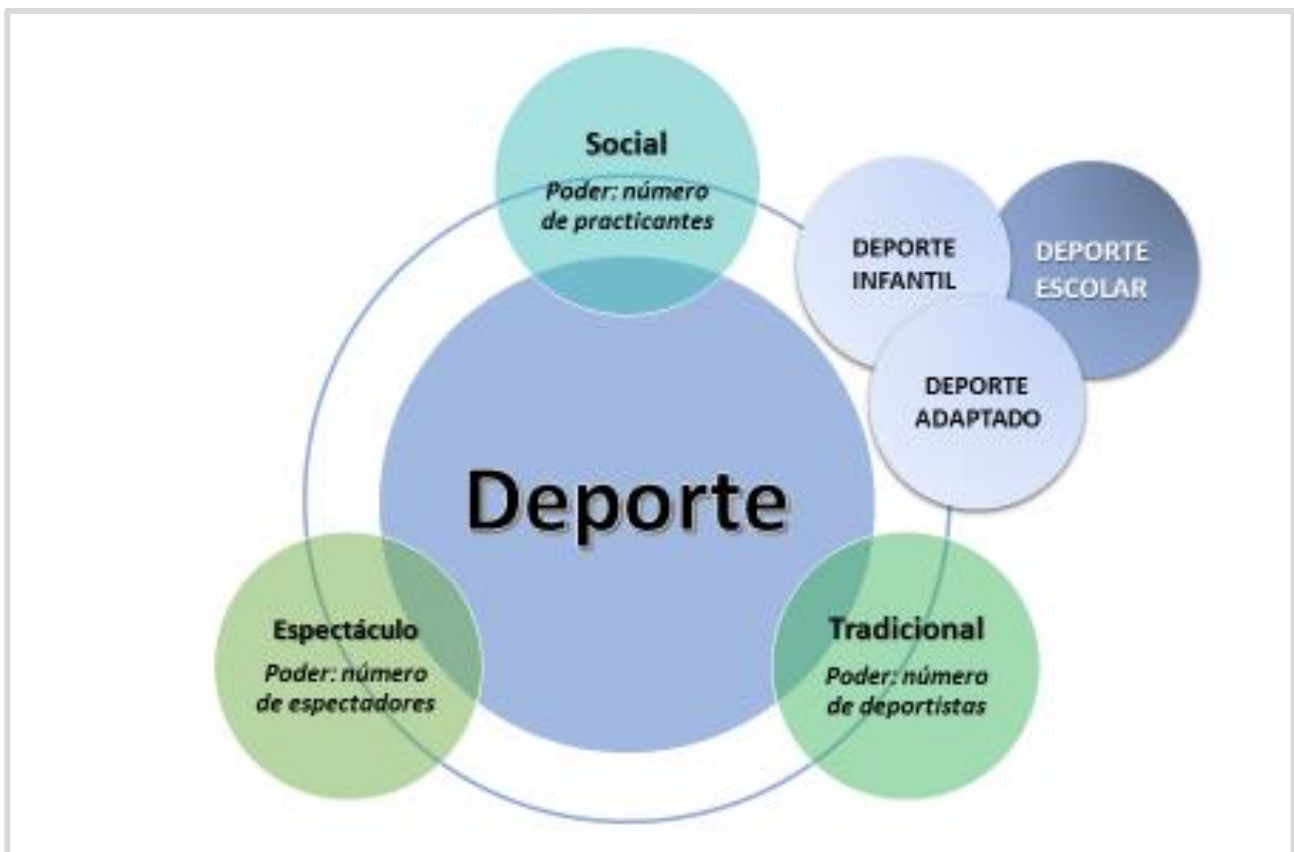 Social
Poder: número
de practicantes
DEPORTE
INFANTIL
DEPORTE
ESCOLAR
DEPORTE
ADAPTADO
Deporte
Espectáculo
Poder: número
de espectadores
Tradicional
Poder: número
de deportistas